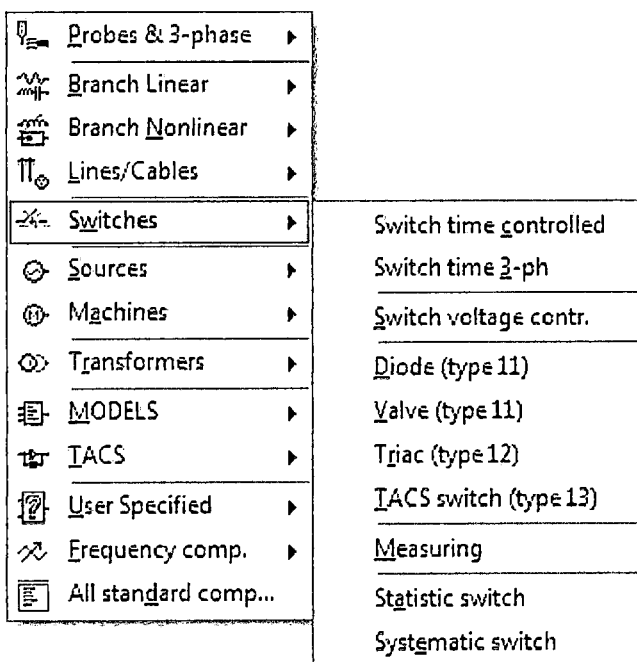 Probes & 3-phase
Branch Linear
Branch Nonlinear
Lines/Cables
Switches
Sources
Machines
Transformers
MODELS
TACS
User Specified
Frequency comp.
All standard comp...
Switch time controlled
Switch time 3-ph
Switch voltage contr.
Diode (type 11)
Valve (type 11)
Triac (type 12)
TACS switch (type 13)
Measuring
Statistic switch
Systematic switch